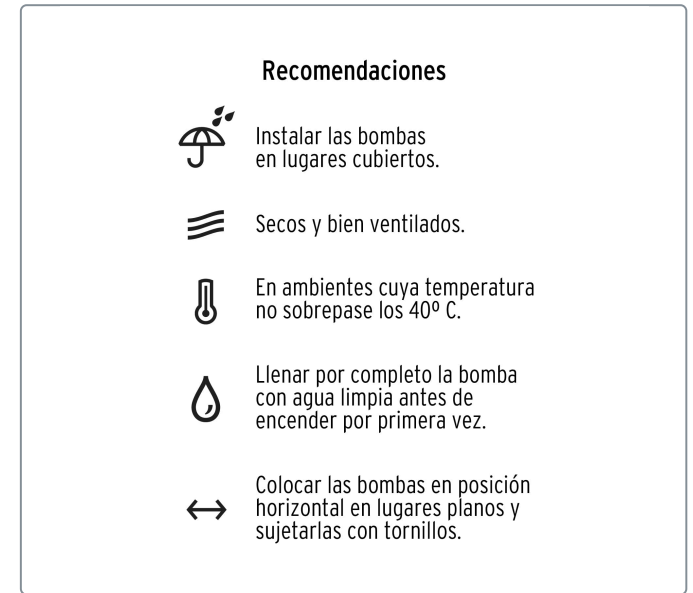 Recomendaciones
Instalar las bombas
en lugares cubiertos.
Secos y bien ventilados.
En ambientes cuya temperatura
no sobrepase los 40º C.
Llenar por completo la bomba
con agua limpia antes de
encender por primera vez.
Colocar las bombas en posición
horizontal en lugares planos y
sujetarlas con tornillos.